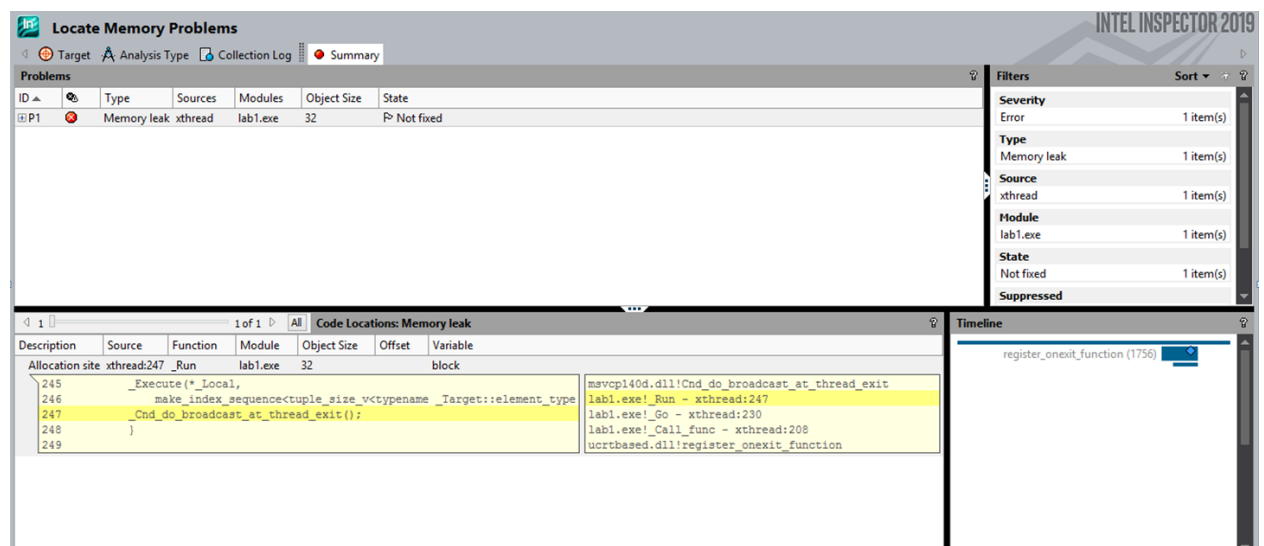 Locate Memory Problems
INTEL INSPECTOR 2019
Target Analysis Type Collection Log Summary
Problems ?
ID Type Sources Modules Object Size State
P1 Memory leak xthread lab1.exe 32 Not fixed
Filters Sort ?
Severity
Error 1 item(s)
Type
Memory leak 1 item(s)
Source
xthread 1 item(s)
Module
lab1.exe 1 item(s)
State
Not fixed 1 item(s)
Suppressed
1 1 of 1 All Code Locations: Memory leak ?
Description Source Function Module Object Size Offset Variable
Allocation site xthread:247 _Run lab1.exe 32 block
245 _Execute(*_Local,
246 make_index_sequence<tuple_size_v<typename _Target::element_type
247 _Cnd_do_broadcast_at_thread_exit();
248 }
249
msvcp140d.dll!Cnd_do_broadcast_at_thread_exit
lab1.exe!_Run - xthread:247
lab1.exe!_Go - xthread:230
lab1.exe!_Call_func - xthread:208
ucrtbased.dll!register_onexit_function
Timeline ?
register_onexit_function (1756)